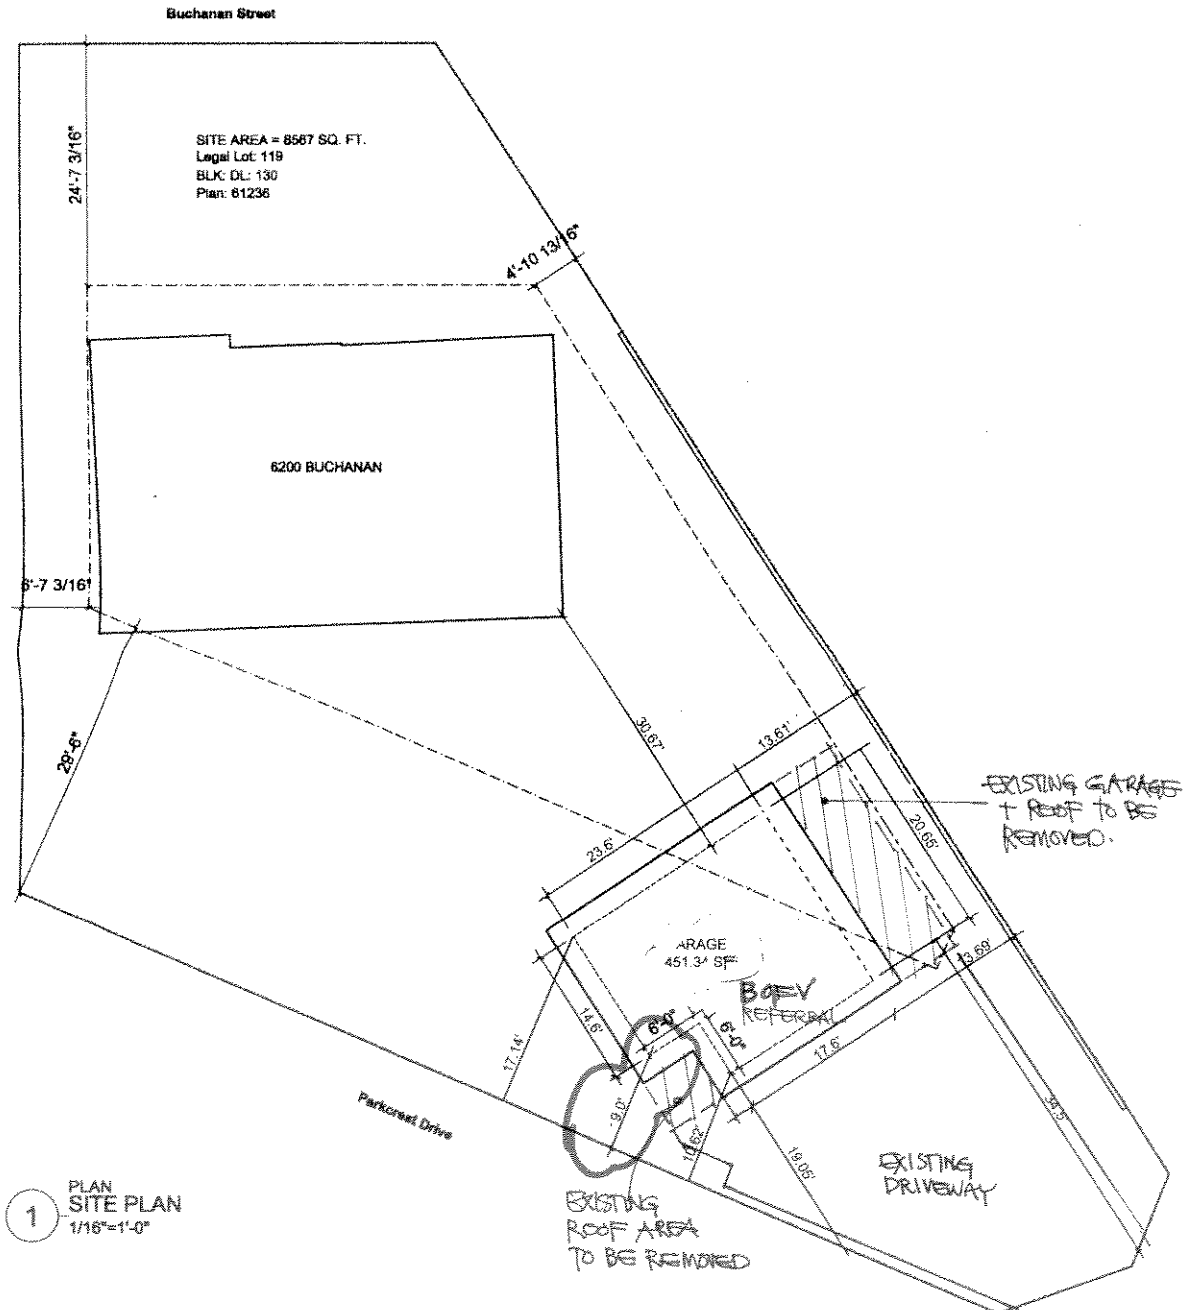 Buchanan Street
24'-7 3/16"
SITE AREA = 8567 SQ. FT.
Legal Lot: 119
BLK: DL: 130
Plan: 61236
4'-10 13/16"
6200 BUCHANAN
6'-7 3/16"
29'-6"
30.67'
13.61'
EXISTING GARAGE
+ ROOF TO BE
REMOVED.
20.65'
23.6'
ARAGE
451.34 SF
BOFV
REFERRAL
3.69'
14.6'
6'-0"
6'-0"
17.14'
17.6'
9.0'
10.62'
34.5'
19.05'
Parkcrest Drive
EXISTING
DRIVEWAY
1
PLAN
SITE PLAN
1/16"=1'-0"
EXISTING
ROOF AREA
TO BE REMOVED